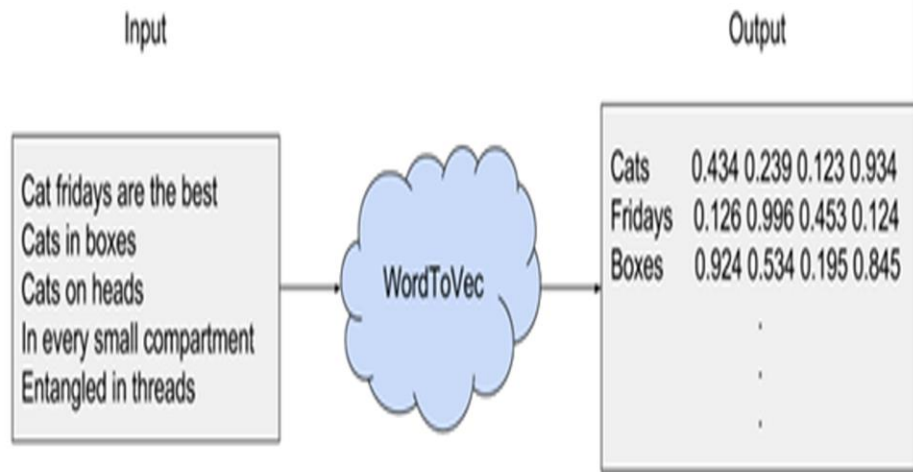 Input
Output
Cat fridays are the best
Cats in boxes
Cats on heads
In every small compartment
Entangled in threads
WordToVec
Cats 0.434 0.239 0.123 0.934
Fridays 0.126 0.996 0.453 0.124
Boxes 0.924 0.534 0.195 0.845
.
.
.